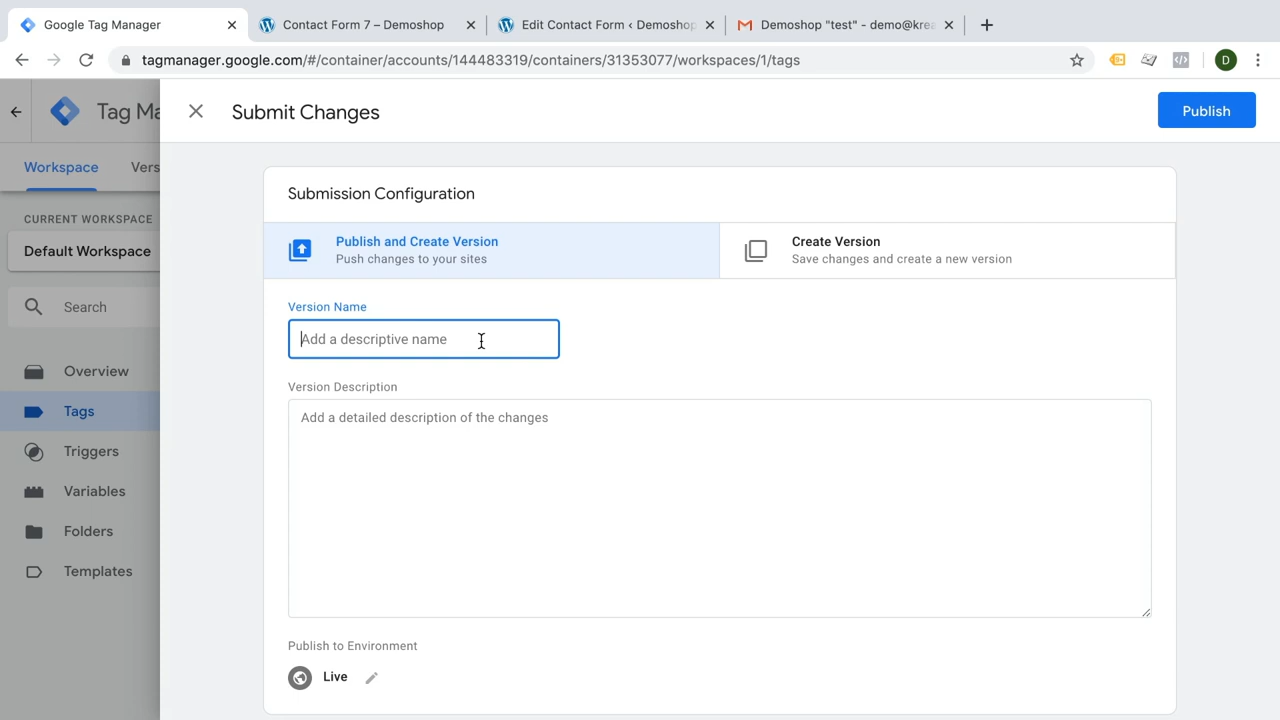 Google Tag Manager
Contact Form 7 – Demoshop
Edit Contact Form ‹ Demoshop
Demoshop "test" - demo@krea
tagmanager.google.com/#/container/accounts/144483319/containers/31353077/workspaces/1/tags
D
Tag Ma
Submit Changes
Publish
Workspace
Vers
Submission Configuration
CURRENT WORKSPACE
Default Workspace
Publish and Create Version
Push changes to your sites
Create Version
Save changes and create a new version
Search
Version Name
Add a descriptive name
Overview
Tags
Triggers
Variables
Folders
Templates
Version Description
Add a detailed description of the changes
Publish to Environment
Live